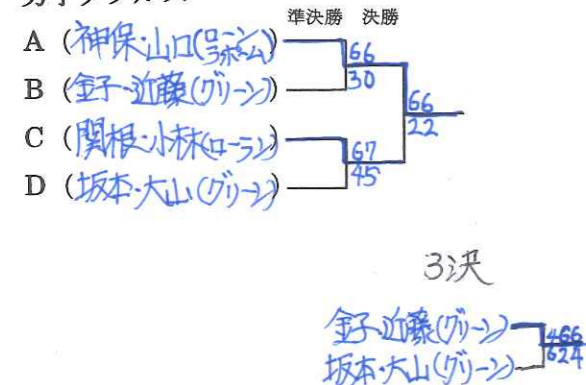 準決勝 決勝
A (神保・山口(ローンラポーム))
66
B (金子・近藤(グリーン))
30
66
22
C (関根・小林(ローラン))
67
D (坂本・大山(グリーン))
45
3決
金子・近藤(グリーン)
466
坂本・大山(グリーン)
624